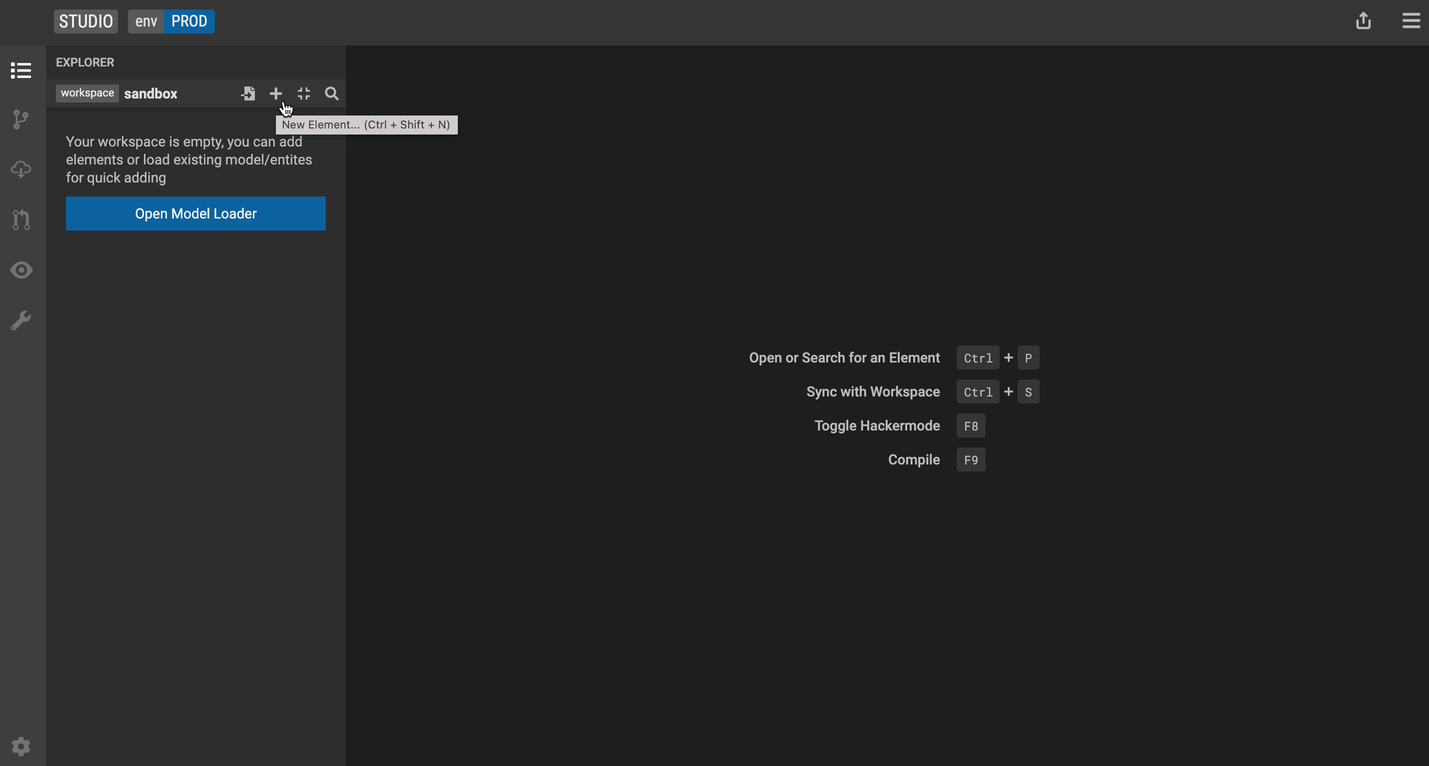 STUDIO env PROD
EXPLORER
workspace sandbox
New Element... (Ctrl + Shift + N)
Your workspace is empty, you can add
elements or load existing model/entites
for quick adding
Open Model Loader
Open or Search for an Element Ctrl + P
Sync with Workspace Ctrl + S
Toggle Hackermode F8
Compile F9